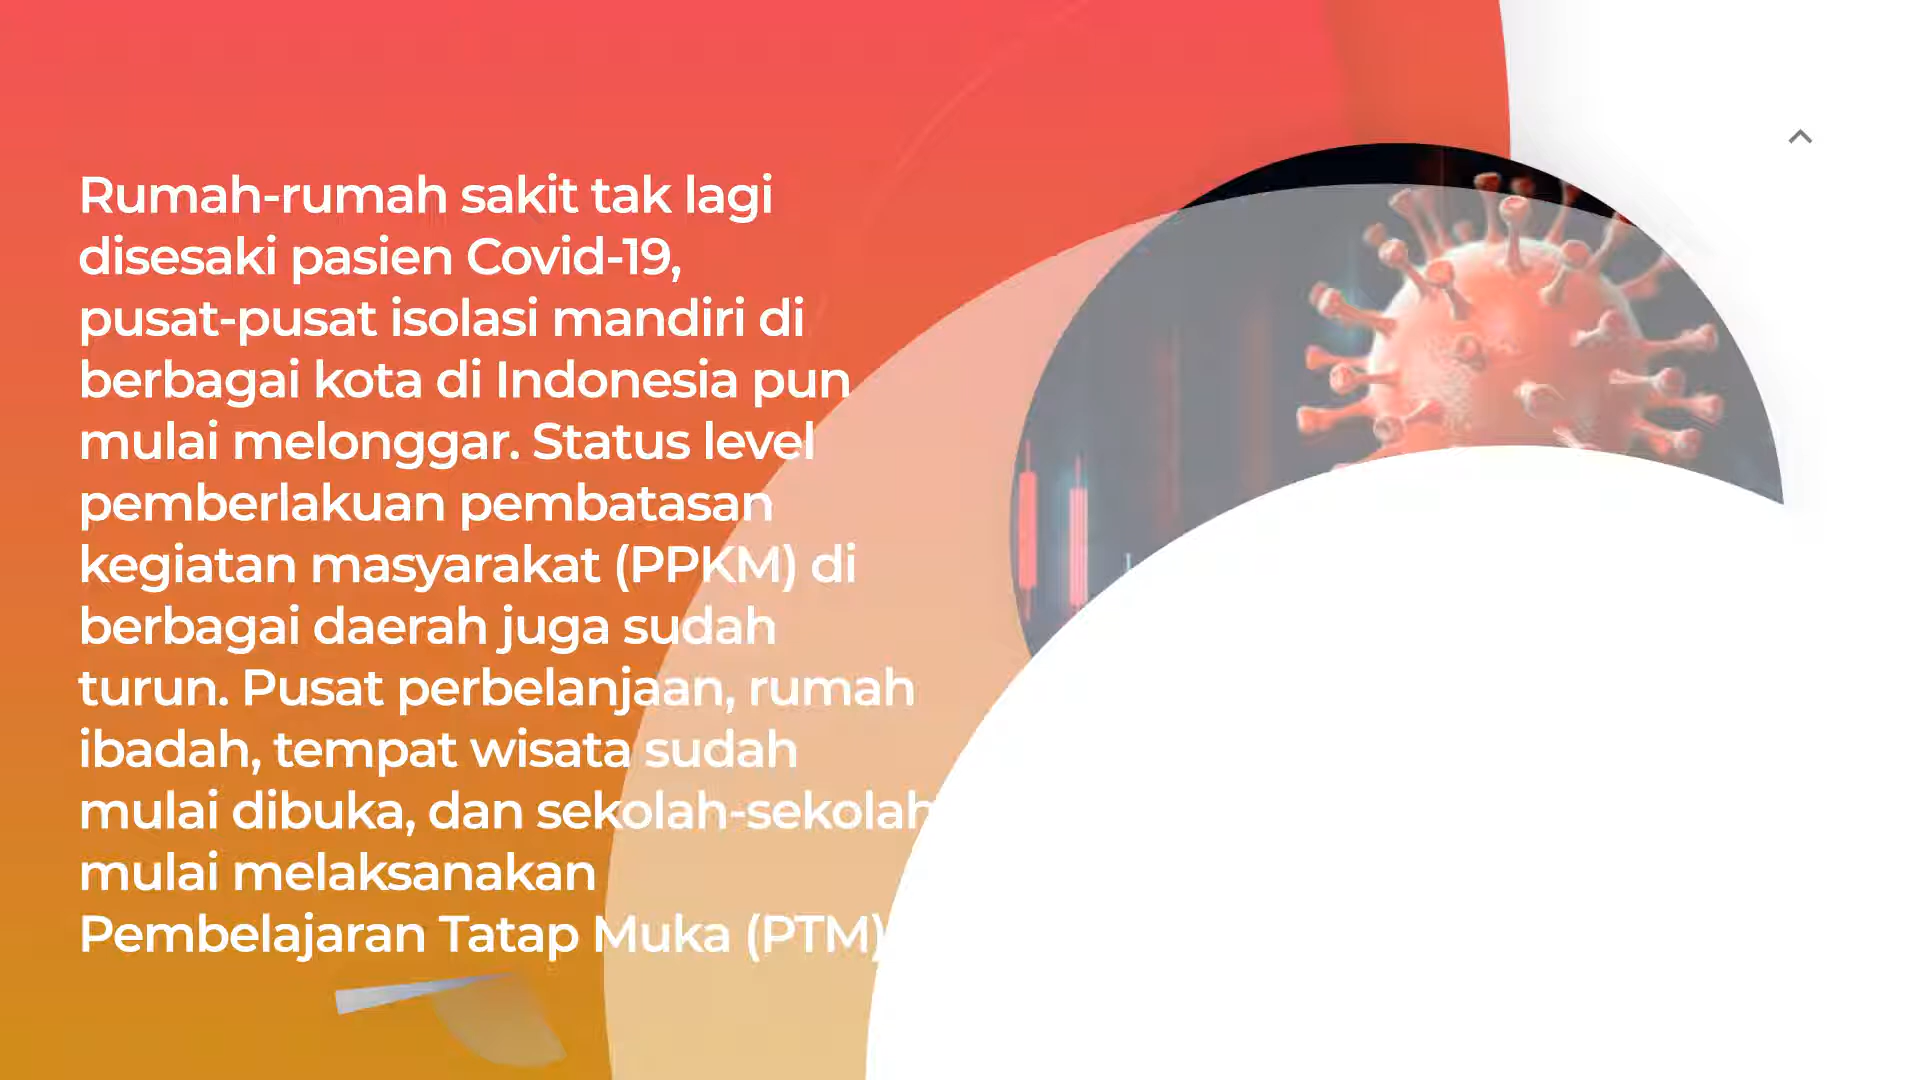 Rumah-rumah sakit tak lagi
disesaki pasien Covid-19,
pusat-pusat isolasi mandiri di
berbagai kota di Indonesia pun
mulai melonggar. Status level
pemberlakuan pembatasan
kegiatan masyarakat (PPKM) di
berbagai daerah juga sudah
turun. Pusat perbelanjaan, rumah
ibadah, tempat wisata sudah
mulai dibuka, dan sekolah-sekolah
mulai melaksanakan
Pembelajaran Tatap Muka (PTM)